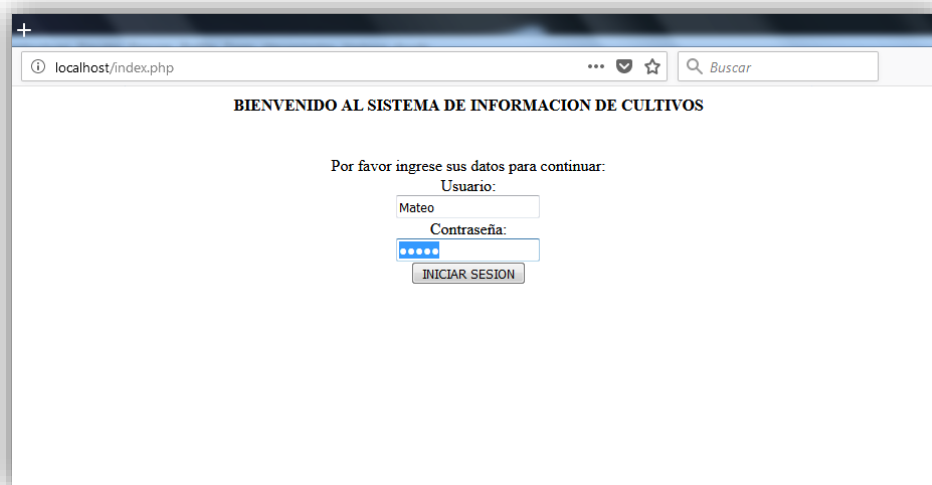 localhost/index.php
Buscar
BIENVENIDO AL SISTEMA DE INFORMACION DE CULTIVOS
Por favor ingrese sus datos para continuar:
Usuario:
Mateo
Contraseña:
●●●●●
INICIAR SESION